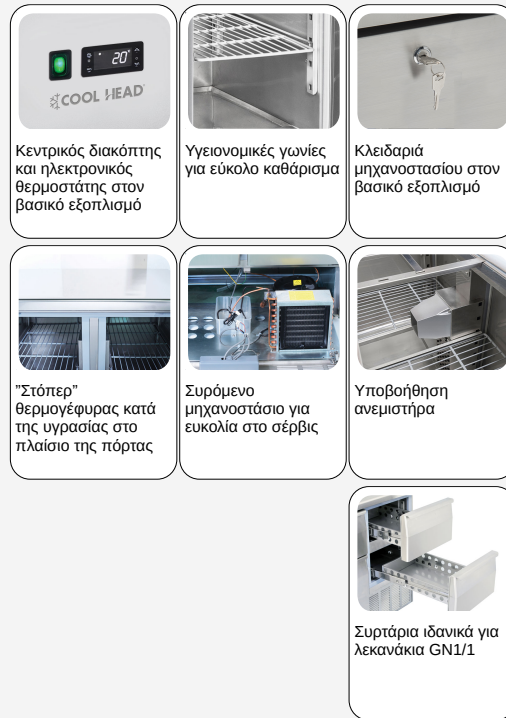 20°
COOL HEAD
Κεντρικός διακόπτης
και ηλεκτρονικός
θερμοστάτης στον
βασικό εξοπλισμό
Υγειονομικές γωνίες
για εύκολο καθάρισμα
Κλειδαριά
μηχανοστασίου στον
βασικό εξοπλισμό
”Στόπερ”
θερμογέφυρας κατά
της υγρασίας στο
πλαίσιο της πόρτας
Συρόμενο
μηχανοστάσιο για
ευκολία στο σέρβις
Υποβοήθηση
ανεμιστήρα
Συρτάρια ιδανικά για
λεκανάκια GN1/1